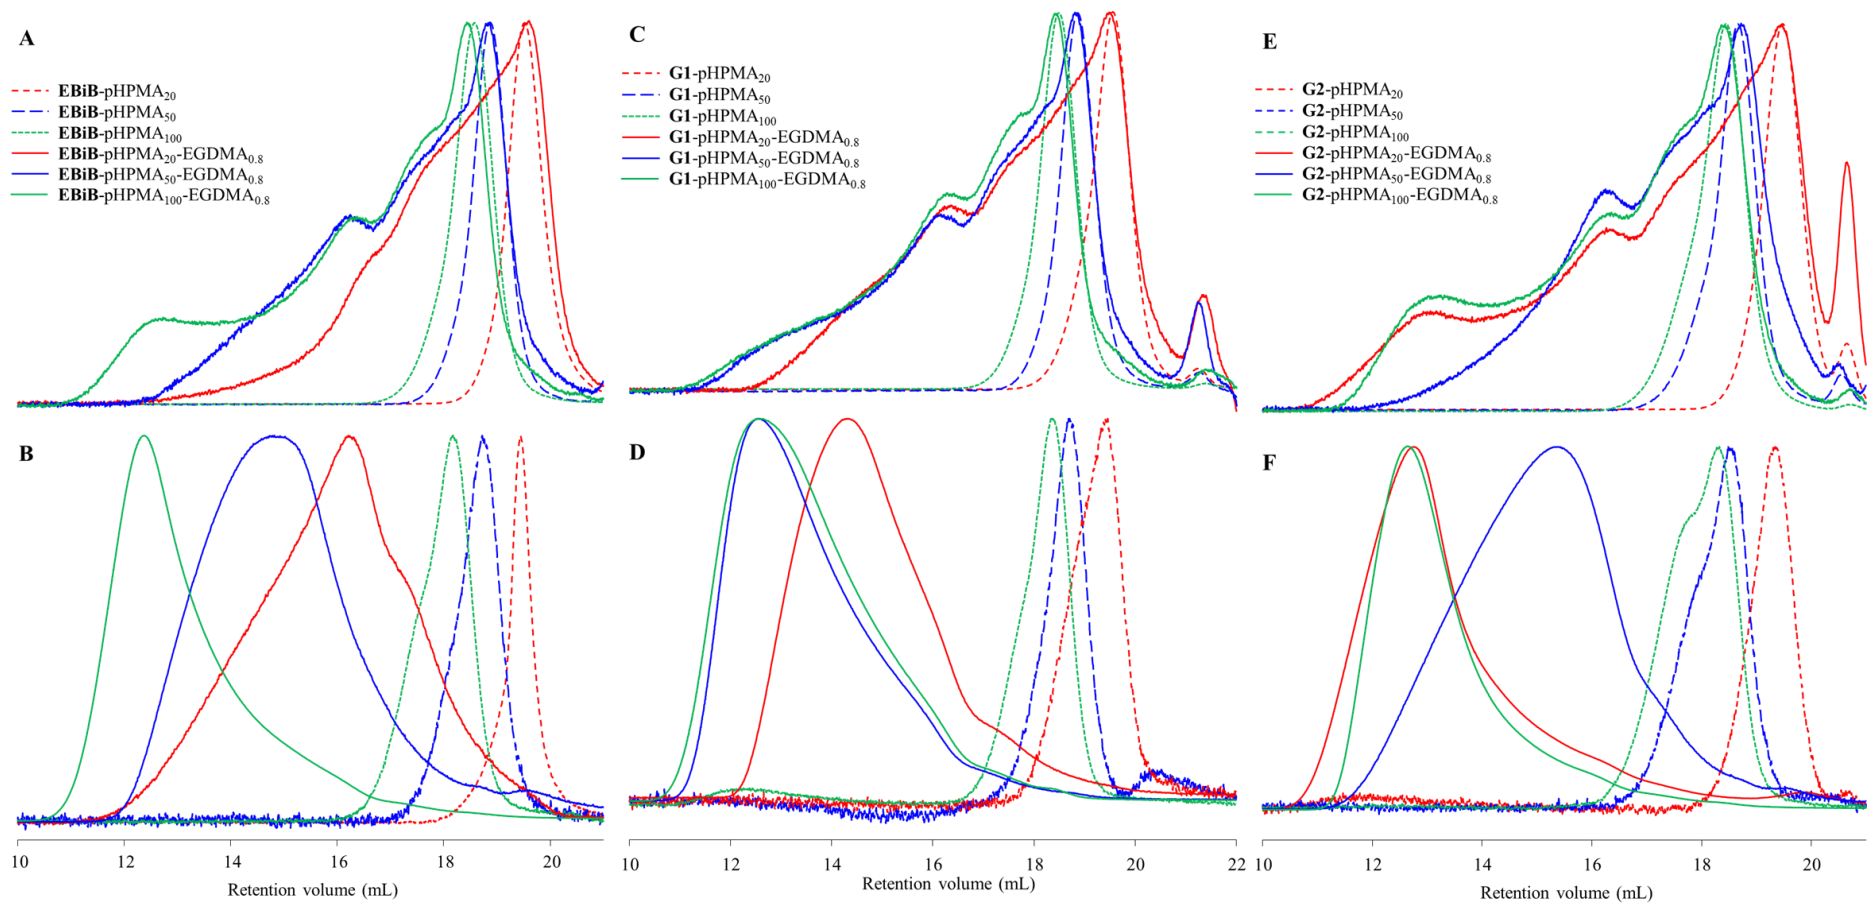 A
EBiB-pHPMA20
EBiB-pHPMA50
EBiB-pHPMA100
EBiB-pHPMA20-EGDMA0.8
EBiB-pHPMA50-EGDMA0.8
EBiB-pHPMA100-EGDMA0.8
B
10 12 14 16 18 20
Retention volume (mL)
C
G1-pHPMA20
G1-pHPMA50
G1-pHPMA100
G1-pHPMA20-EGDMA0.8
G1-pHPMA50-EGDMA0.8
G1-pHPMA100-EGDMA0.8
D
10 12 14 16 18 20 22
Retention volume (mL)
E
G2-pHPMA20
G2-pHPMA50
G2-pHPMA100
G2-pHPMA20-EGDMA0.8
G2-pHPMA50-EGDMA0.8
G2-pHPMA100-EGDMA0.8
F
10 12 14 16 18 20
Retention volume (mL)